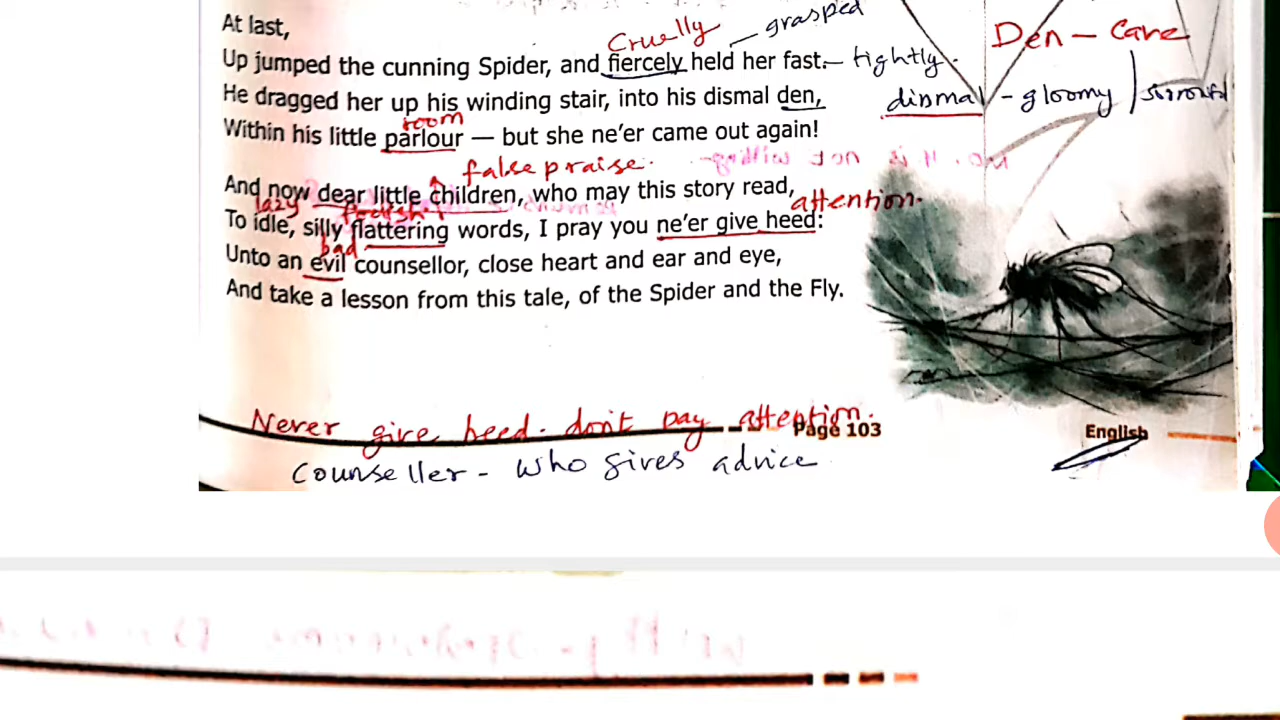 At last,
Cruelly grasped
Den - Cave
Up jumped the cunning Spider, and fiercely held her fast. - tightly.
He dragged her up his winding stair, into his dismal den,
dismal - gloomy /
room
Within his little parlour — but she ne'er came out again!
false praise.
And now dear little children, who may this story read,
lazy foolish attention.
To idle, silly flattering words, I pray you ne'er give heed:
bad
Unto an evil counsellor, close heart and ear and eye,
And take a lesson from this tale, of the Spider and the Fly.
Never give heed. don't pay attention.
Page 103
English
Counseller - who gives advice